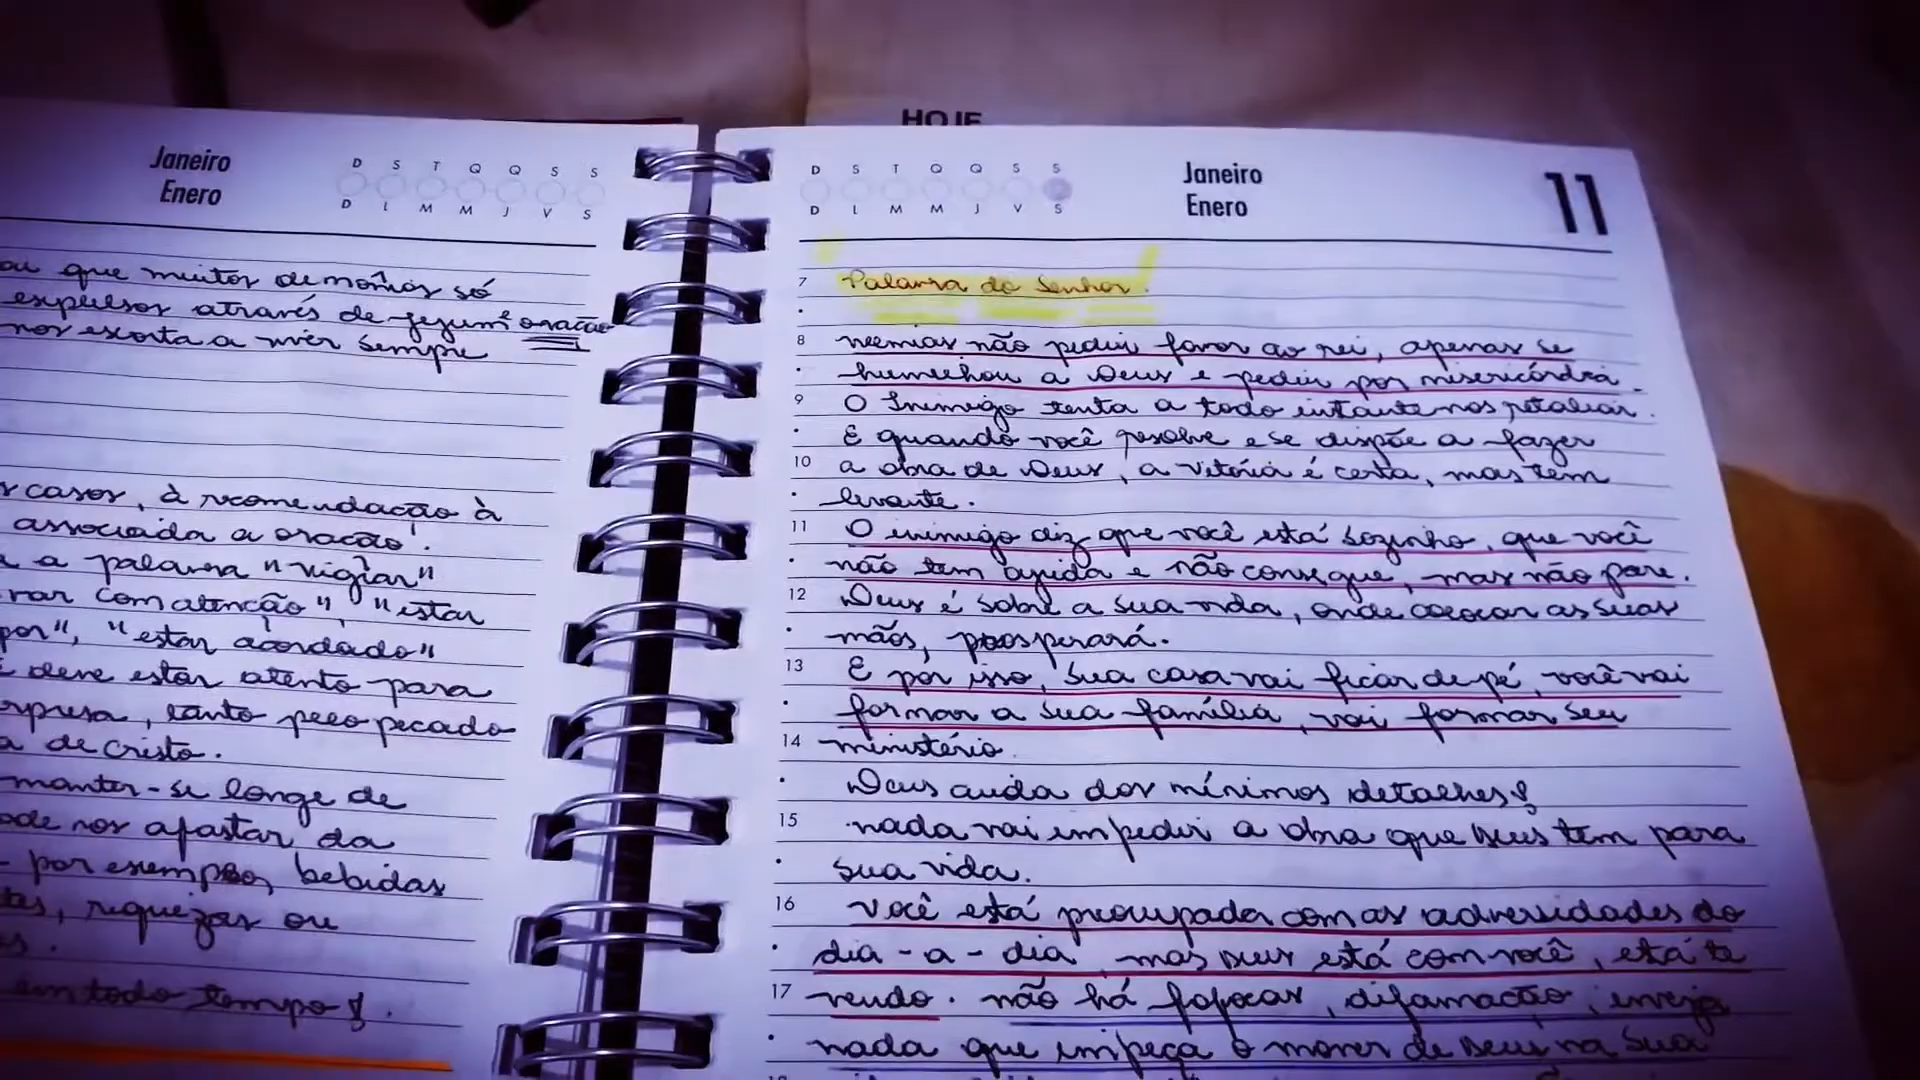 HOJE
Janeiro
Enero
D S T Q Q S S
D L M M J V S
ou que muitos demônios só
expulsos através de jejum e oração
nos exorta a viver sempre
casos, à recomendação à
associada a oração'.
a palavra "vigiar"
com atenção", "estar
por", "estar acordado"
deve estar atento para
, tanto pelo pecado
a de cristo.
manter-se longe de
nos afastar da
- por exemplo, bebidas
, riquezas ou
em todo tempo!.
D S T Q Q S S
D L M M J V S
Janeiro
Enero
11
7 Palavra do Senhor.
8 neemias não pediu favor ao rei, apenas se
humilhou a Deus e pediu por misericórdia.
9 O Inimigo tenta a todo instante nos retaliar.
E quando você resolve e se dispõe a fazer
10 a obra de Deus, a vitória é certa, mas tem
levante.
11 O inimigo diz que você está sozinho, que você
não tem ajuda e não consegue, mas não pare.
12 Deus é sobre a sua vida, onde colocar as suas
mãos, prosperará.
13 E por isso, sua casa vai ficar de pé, você vai
formar a sua família, vai formar seu
14 ministério.
Deus cuida dos mínimos detalhes!
15 nada vai impedir a obra que Deus tem para
sua vida.
16 você está preocupada com as adversidades do
dia-a-dia, mas Deus está com você, está te
17 vendo. não há fofocas, difamação, inveja
nada que impeça o mover de Deus na sua